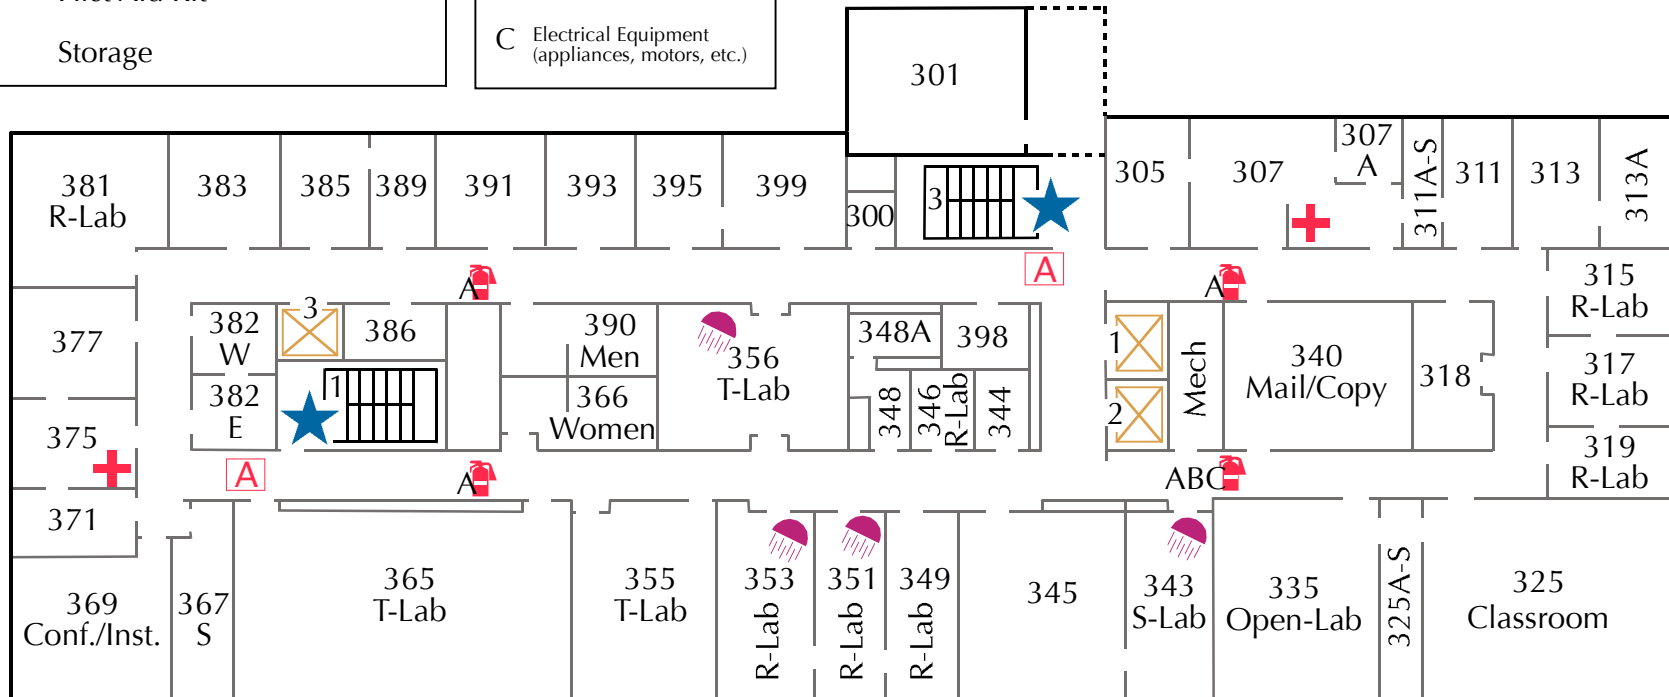 Storage
C Electrical Equipment
(appliances, motors, etc.)
301
381
R-Lab
383
385
389
391
393
395
399
300
3
305
307
307
A
311A-S
311
313
313A
A
A
A
315
R-Lab
317
R-Lab
319
R-Lab
377
375
371
382
W
382
E
3
386
1
390
Men
366
Women
356
T-Lab
348A
398
348
346
R-Lab
344
1
2
Mech
340
Mail/Copy
318
A
A
ABC
369
Conf./Inst.
367
S
365
T-Lab
355
T-Lab
353
R-Lab
351
R-Lab
349
R-Lab
345
343
S-Lab
335
Open-Lab
325A-S
325
Classroom